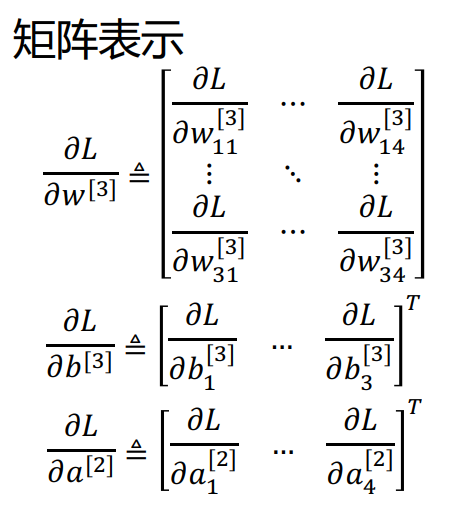 矩阵表示
$\frac{\partial L}{\partial w^{[3]}} \triangleq \begin{bmatrix} \frac{\partial L}{\partial w_{11}^{[3]}} & \cdots & \frac{\partial L}{\partial w_{14}^{[3]}} \\ \vdots & \ddots & \vdots \\ \frac{\partial L}{\partial w_{31}^{[3]}} & \cdots & \frac{\partial L}{\partial w_{34}^{[3]}} \end{bmatrix}$
$\frac{\partial L}{\partial b^{[3]}} \triangleq \begin{bmatrix} \frac{\partial L}{\partial b_{1}^{[3]}} & \cdots & \frac{\partial L}{\partial b_{3}^{[3]}} \end{bmatrix}^T$
$\frac{\partial L}{\partial a^{[2]}} \triangleq \begin{bmatrix} \frac{\partial L}{\partial a_{1}^{[2]}} & \cdots & \frac{\partial L}{\partial a_{4}^{[2]}} \end{bmatrix}^T$